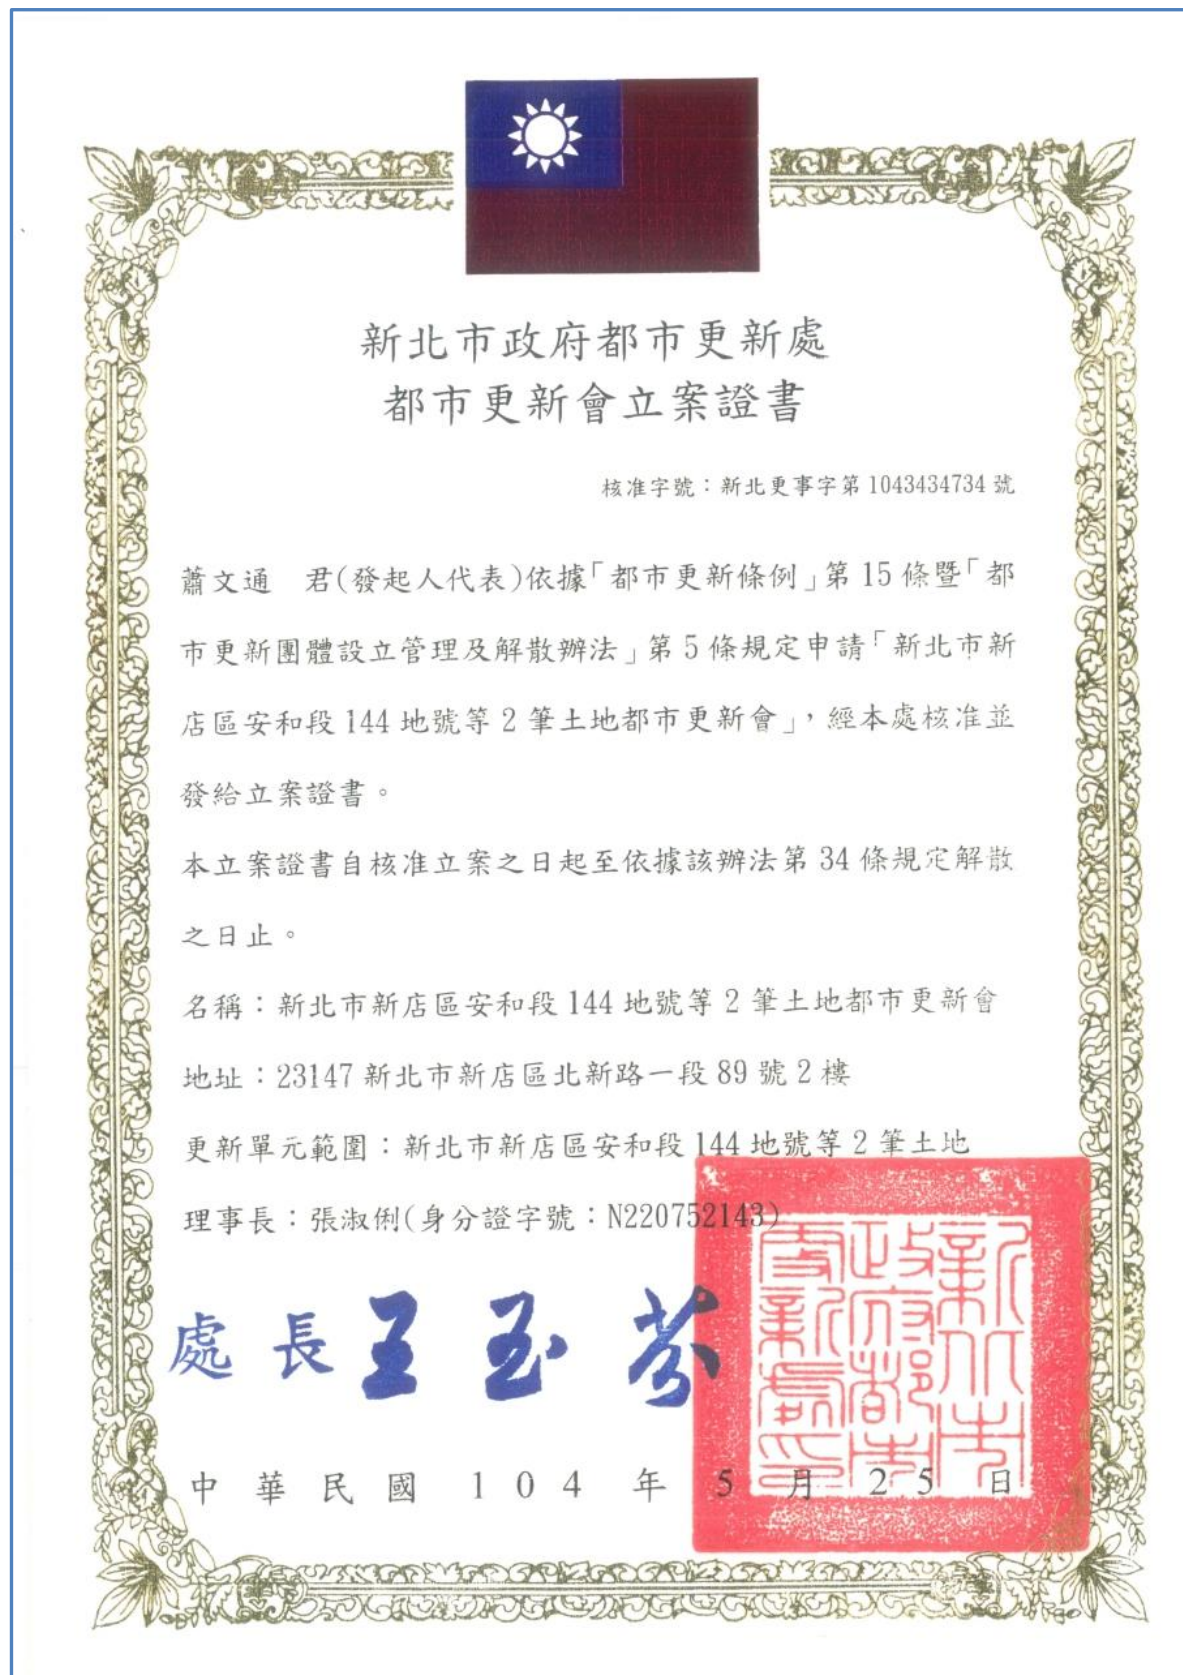 新北市政府都市更新處
都市更新會立案證書
核准字號：新北更事字第1043434734號
蕭文通　君(發起人代表)依據「都市更新條例」第15條暨「都
市更新團體設立管理及解散辦法」第5條規定申請「新北市新
店區安和段144地號等2筆土地都市更新會」，經本處核准並
發給立案證書。
本立案證書自核准立案之日起至依據該辦法第34條規定解散
之日止。
名稱：新北市新店區安和段144地號等2筆土地都市更新會
地址：23147新北市新店區北新路一段89號2樓
更新單元範圍：新北市新店區安和段144地號等2筆土地
理事長：張淑俐(身分證字號：N220752143)
處長 王玉芬
新北市政府都市更新處印
中華民國104年5月25日